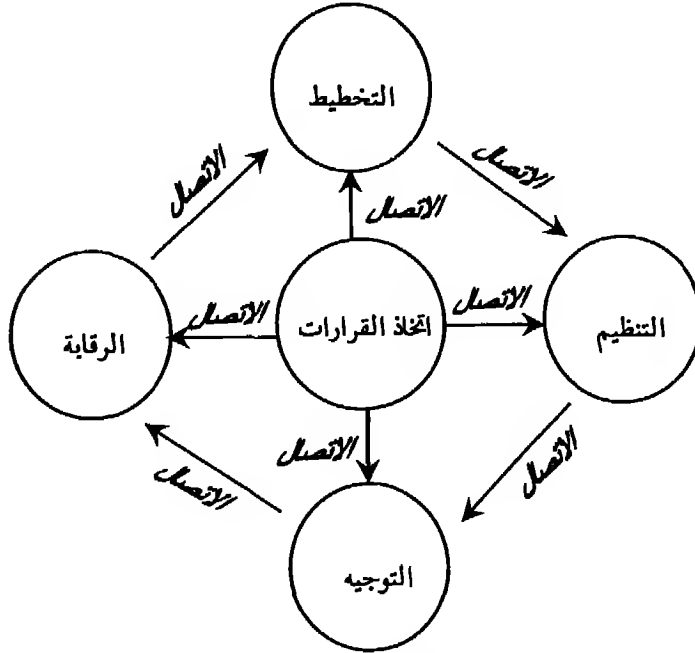 التخطيط
الاتصال
الاتصال
الاتصال
التنظيم
الاتصال
اتخاذ القرارات
الاتصال
الرقابة
الاتصال
الاتصال
الاتصال
التوجيه